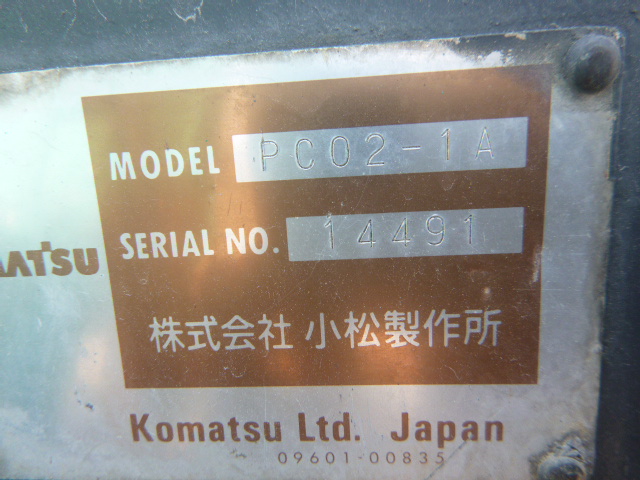 MODEL PC02-1A
SERIAL NO. 14491
MATSU
株式会社 小松製作所
Komatsu Ltd. Japan
09601-00835